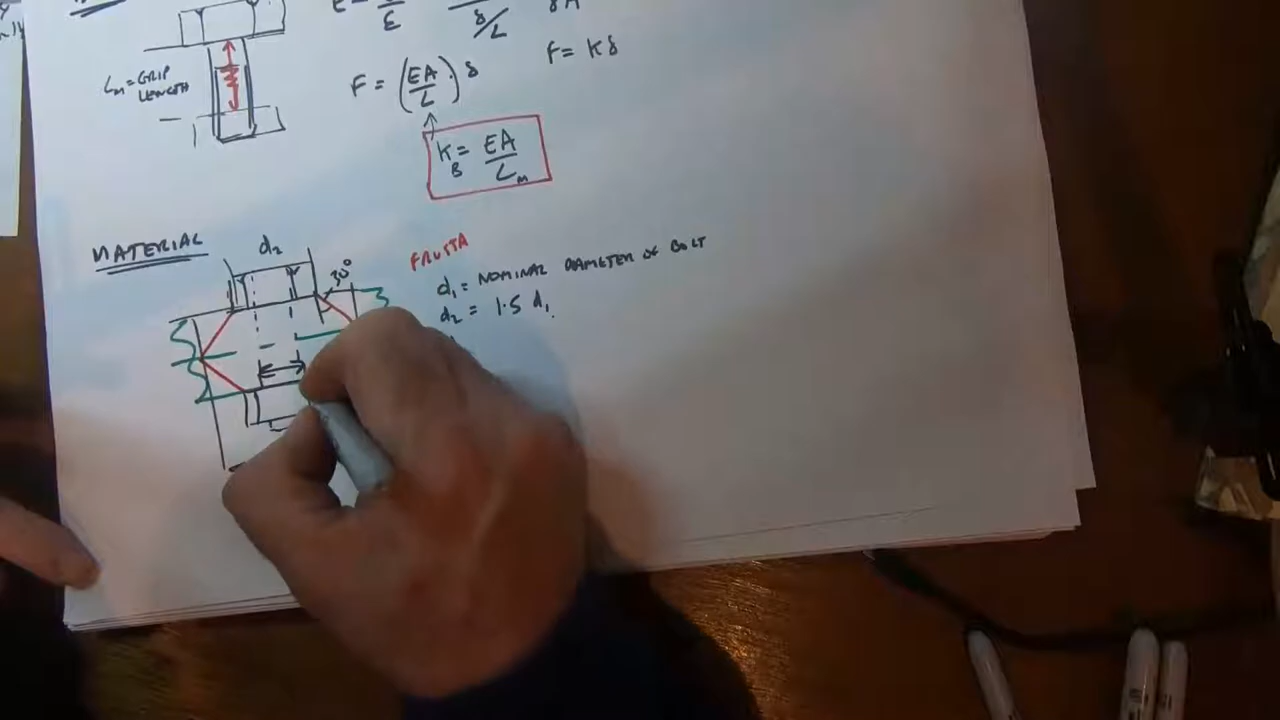 Lm = GRIP
LENGTH
δ/L
F = Kδ
F = (EA/L) δ
K_B = EA/Lm
MATERIAL
d2
30°
FRUSTA
d1 = NOMINAL DIAMETER OF BOLT
d2 = 1.5 d1